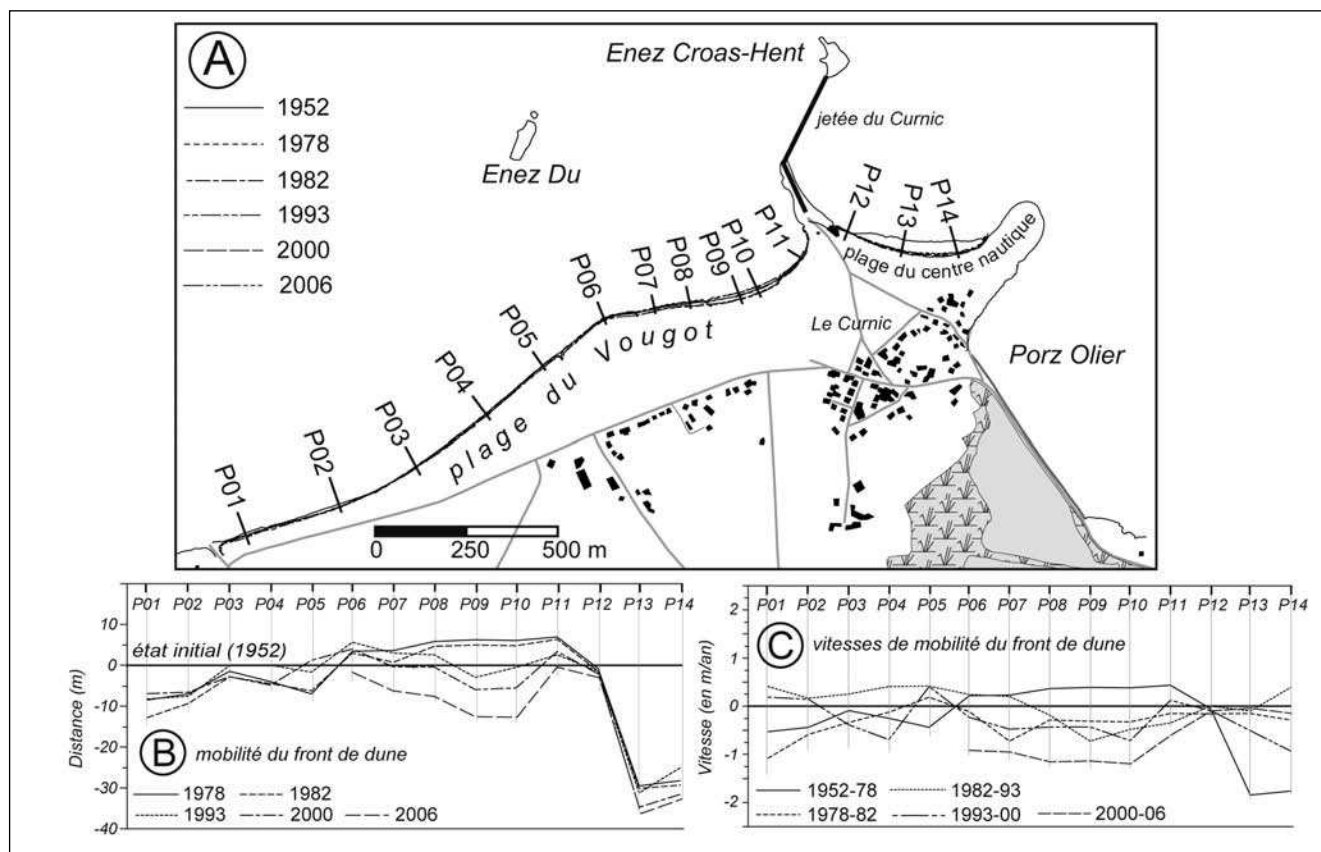 A
1952
1978
1982
1993
2000
2006
Enez Croas-Hent
jetée du Curnic
Enez Du
P12
P13
P14
plage du centre nautique
P11
P10
P09
P08
P07
P06
P05
P04
P03
P02
P01
plage du Vougot
Le Curnic
Porz Olier
0 250 500 m
P01 P02 P03 P04 P05 P06 P07 P08 P09 P10 P11 P12 P13 P14
10
0
-10
-20
-30
-40
Distance (m)
état initial (1952)
B mobilité du front de dune
1978 1982
1993 2000 2006
P01 P02 P03 P04 P05 P06 P07 P08 P09 P10 P11 P12 P13 P14
2
1
0
-1
-2
Vitesse (en m/an)
C vitesses de mobilité du front de dune
1952-78 1982-93
1978-82 1993-00 2000-06